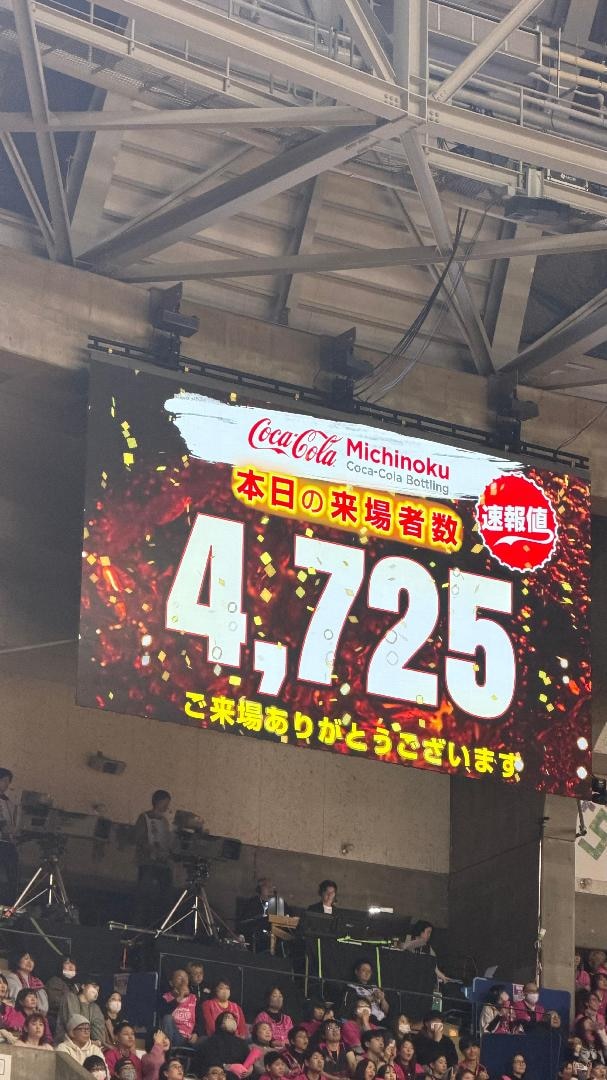 Coca-Cola Michinoku
Coca-Cola Bottling
本日の来場者数
速報値
4,725
ご来場ありがとうございます